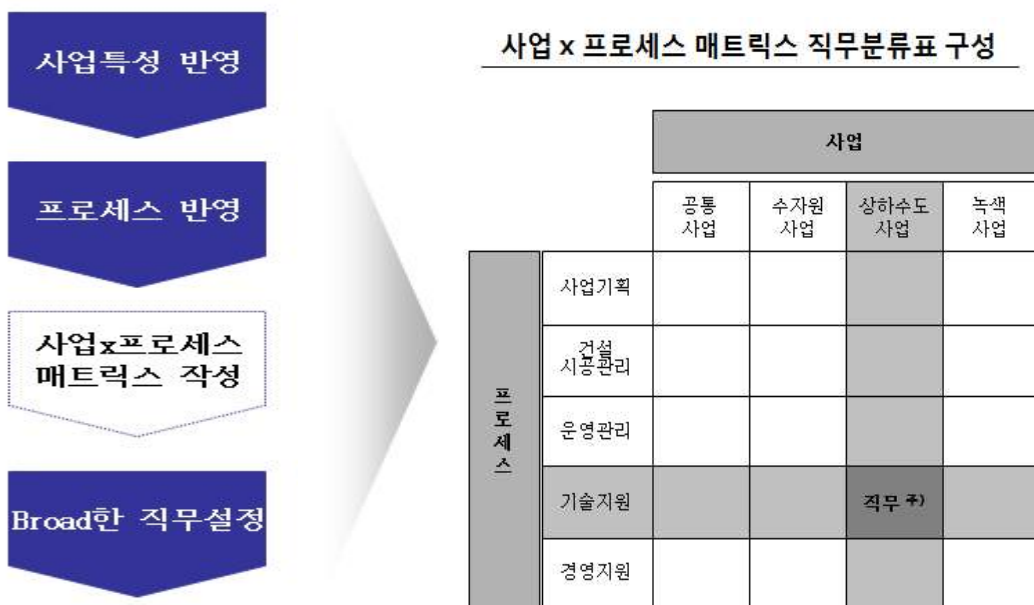 사업특성 반영
프로세스 반영
사업x프로세스
매트릭스 작성
Broad한 직무설정
사업 x 프로세스 매트릭스 직무분류표 구성
사업
공통
사업
수자원
사업
상하수도
사업
녹색
사업
프로세스
사업기획
건설
시공관리
운영관리
기술지원
직무 주)
경영지원